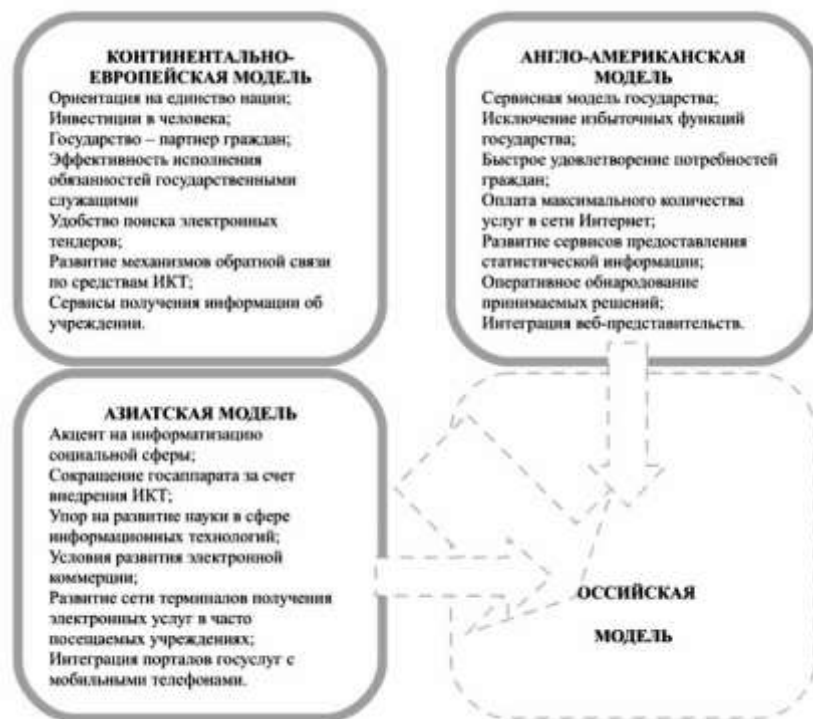 КОНТИНЕНТАЛЬНО-
ЕВРОПЕЙСКАЯ МОДЕЛЬ
Ориентация на единство нации;
Инвестиции в человека;
Государство – партнер граждан;
Эффективность исполнения
обязанностей государственными
служащими
Удобство поиска электронных
тендеров;
Развитие механизмов обратной связи
по средствам ИКТ;
Сервисы получения информации об
учреждении.
АНГЛО-АМЕРИКАНСКАЯ
МОДЕЛЬ
Сервисная модель государства;
Исключение избыточных функций
государства;
Быстрое удовлетворение потребностей
граждан;
Оплата максимального количества
услуг в сети Интернет;
Развитие сервисов предоставления
статистической информации;
Оперативное обнародование
принимаемых решений;
Интеграция веб-представительств.
АЗИАТСКАЯ МОДЕЛЬ
Акцент на информатизацию
социальной сферы;
Сокращение госаппарата за счет
внедрения ИКТ;
Упор на развитие науки в сфере
информационных технологий;
Условия развития электронной
коммерции;
Развитие сети терминалов получения
электронных услуг в часто
посещаемых учреждениях;
Интеграция порталов госуслуг с
мобильными телефонами.
ОССИЙСКАЯ
МОДЕЛЬ